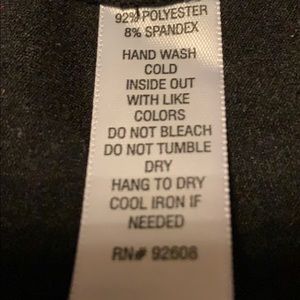 92% POLYESTER
8% SPANDEX
HAND WASH
COLD
INSIDE OUT
WITH LIKE
COLORS
DO NOT BLEACH
DO NOT TUMBLE
DRY
HANG TO DRY
COOL IRON IF
NEEDED
RN# 92608